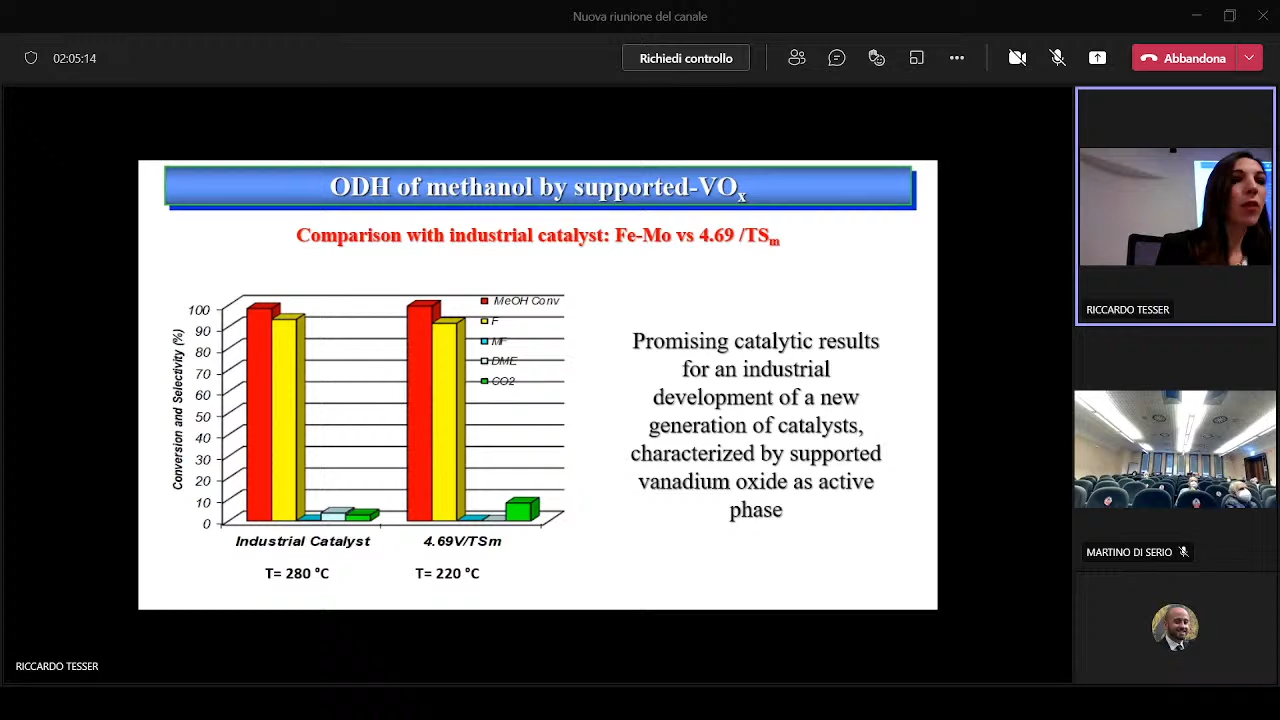 Nuova riunione del canale
02:05:14
Richiedi controllo
Abbandona
ODH of methanol by supported-VOx
Comparison with industrial catalyst: Fe-Mo vs 4.69 /TSm
Conversion and Selectivity (%)
100
90
80
70
60
50
40
30
20
10
0
MeOH Conv
F
MF
DME
CO2
Industrial Catalyst
4.69V/TSm
T= 280 °C
T= 220 °C
Promising catalytic results
for an industrial
development of a new
generation of catalysts,
characterized by supported
vanadium oxide as active
phase
RICCARDO TESSER
MARTINO DI SERIO
RICCARDO TESSER